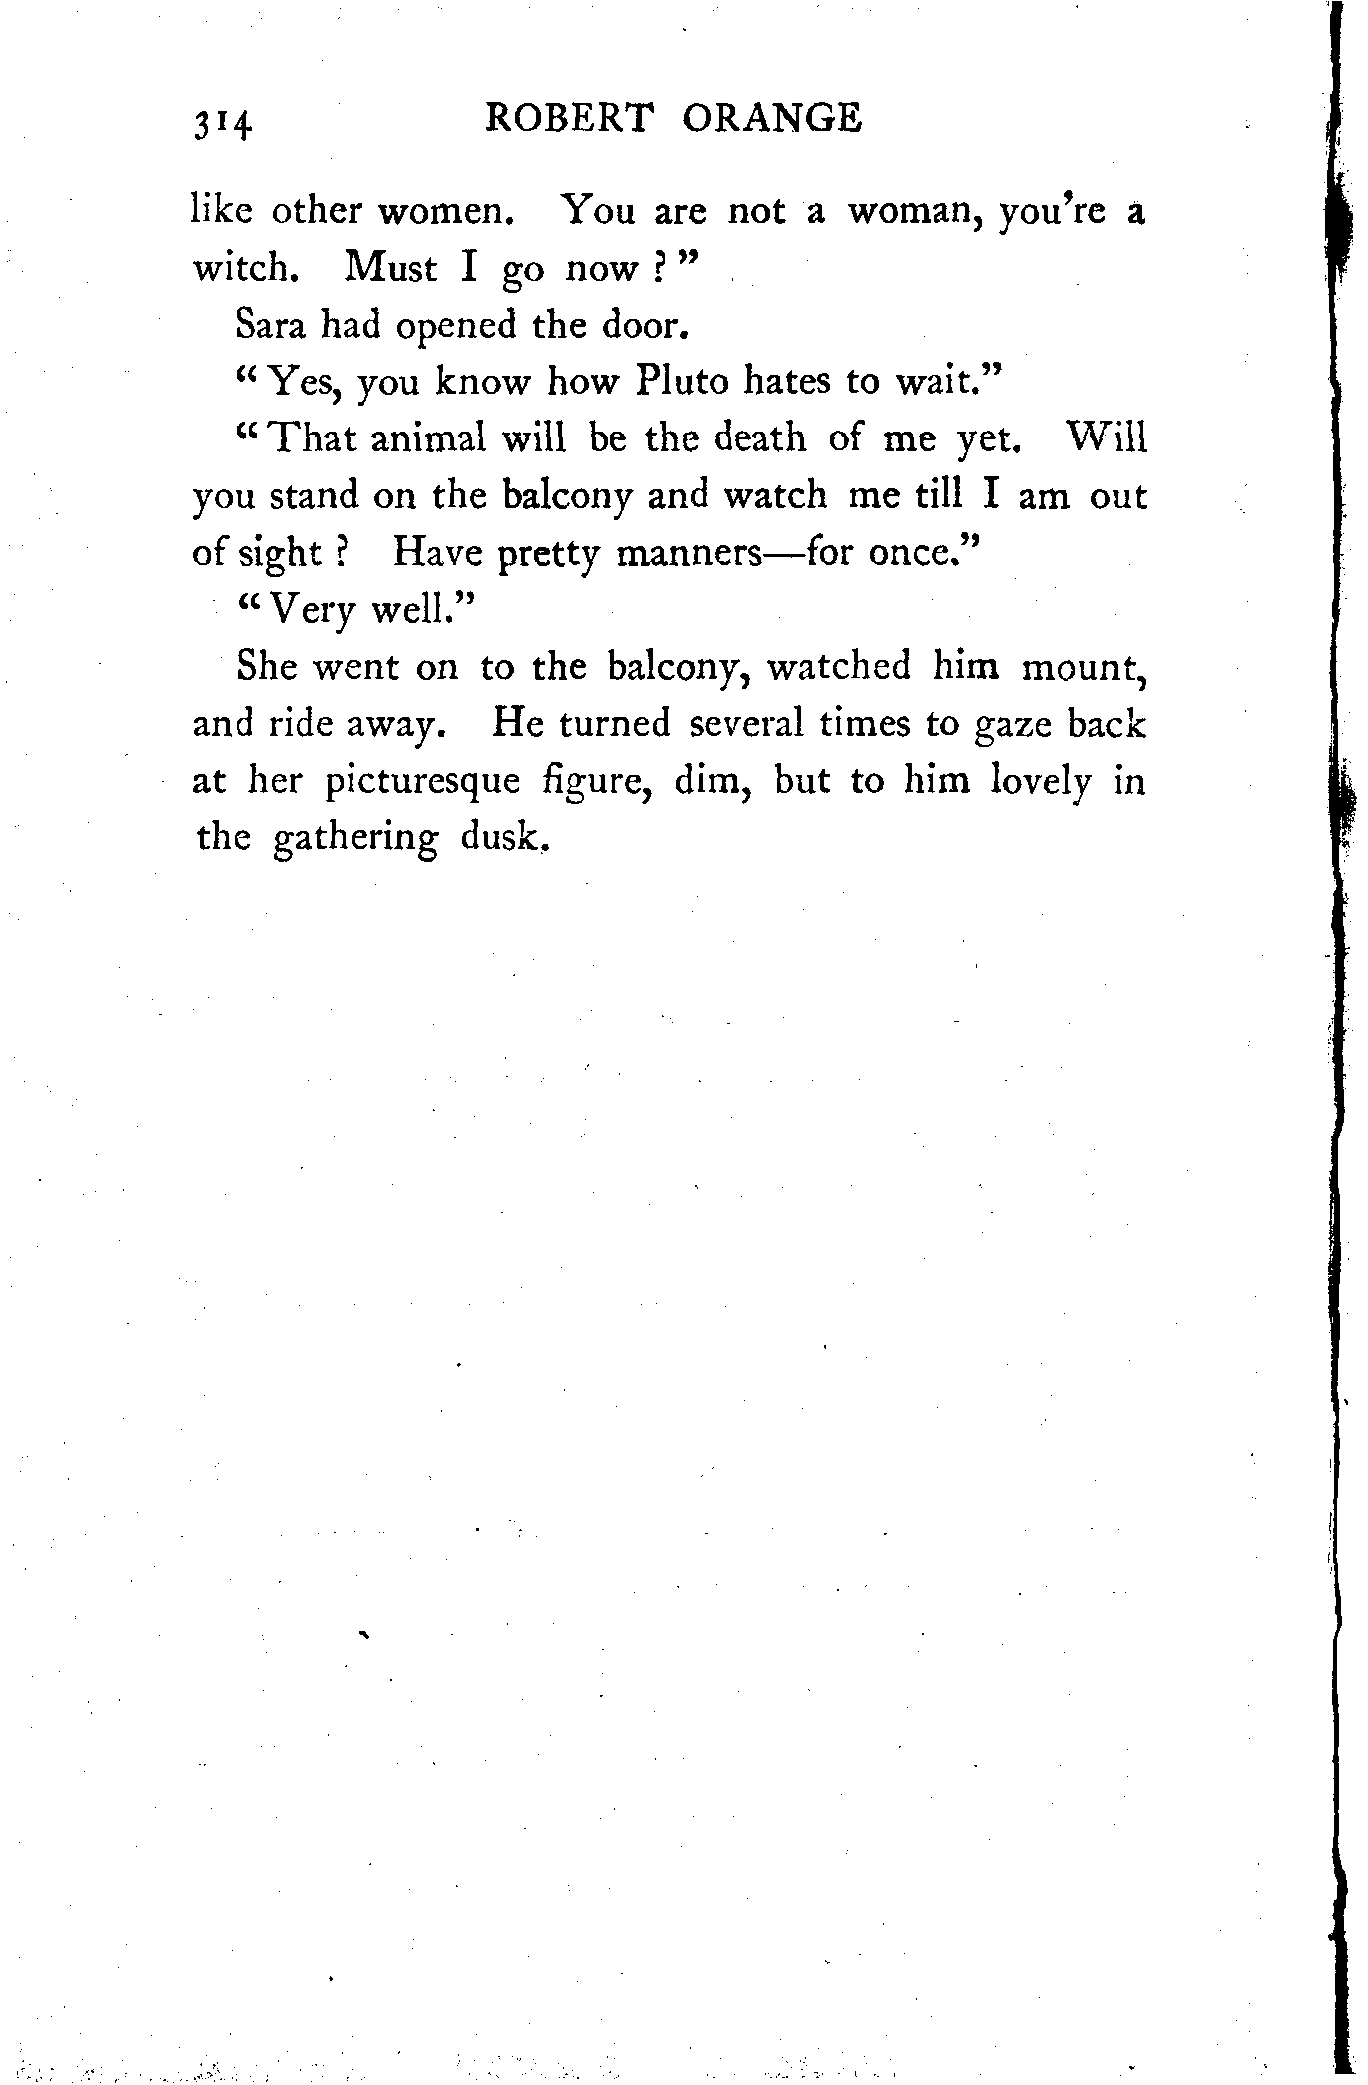 314 ROBERT ORANGE
like other women. You are not a woman, you're a
witch. Must I go now ? "
Sara had opened the door.
" Yes, you know how Pluto hates to wait."
" That animal will be the death of me yet. Will
you stand on the balcony and watch me till I am out
of sight ? Have pretty manners—for once."
" Very well."
She went on to the balcony, watched him mount,
and ride away. He turned several times to gaze back
at her picturesque figure, dim, but to him lovely in
the gathering dusk.